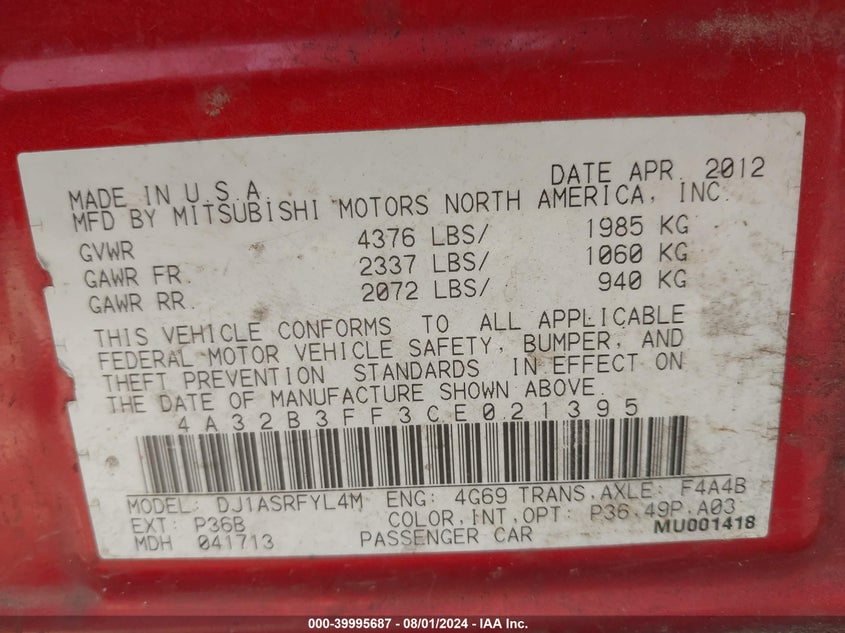 DATE APR. 2012
MADE IN U.S.A.
MFD BY MITSUBISHI MOTORS NORTH AMERICA, INC.
GVWR 4376 LBS/ 1985 KG
GAWR FR. 2337 LBS/ 1060 KG
GAWR RR. 2072 LBS/ 940 KG
THIS VEHICLE CONFORMS TO ALL APPLICABLE
FEDERAL MOTOR VEHICLE SAFETY, BUMPER, AND
THEFT PREVENTION STANDARDS IN EFFECT ON
THE DATE OF MANUFACTURE SHOWN ABOVE.
4A32B3FF3CE021395
MODEL: DJ1ASRFYL4M ENG: 4G69 TRANS,AXLE: F4A4B
EXT: P36B COLOR,INT,OPT: P36,49P,A03
MDH 041713 PASSENGER CAR MU001418
000-39995687 - 08/01/2024 - IAA Inc.